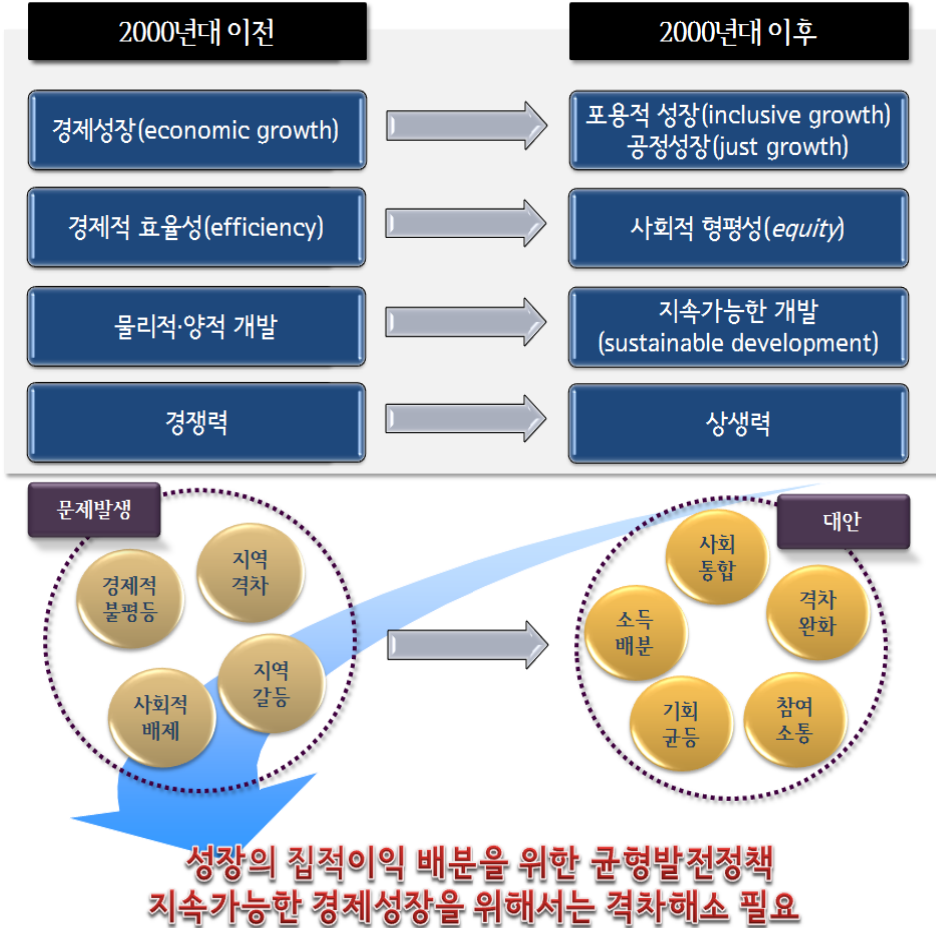 2000년대 이전
2000년대 이후
경제성장(economic growth)
포용적 성장(inclusive growth)
공정성장(just growth)
경제적 효율성(efficiency)
사회적 형평성(equity)
물리적·양적 개발
지속가능한 개발
(sustainable development)
경쟁력
상생력
문제발생
경제적
불평등
지역
격차
사회적
배제
지역
갈등
대안
사회
통합
소득
배분
격차
완화
기회
균등
참여
소통
성장의 집적이익 배분을 위한 균형발전정책
지속가능한 경제성장을 위해서는 격차해소 필요